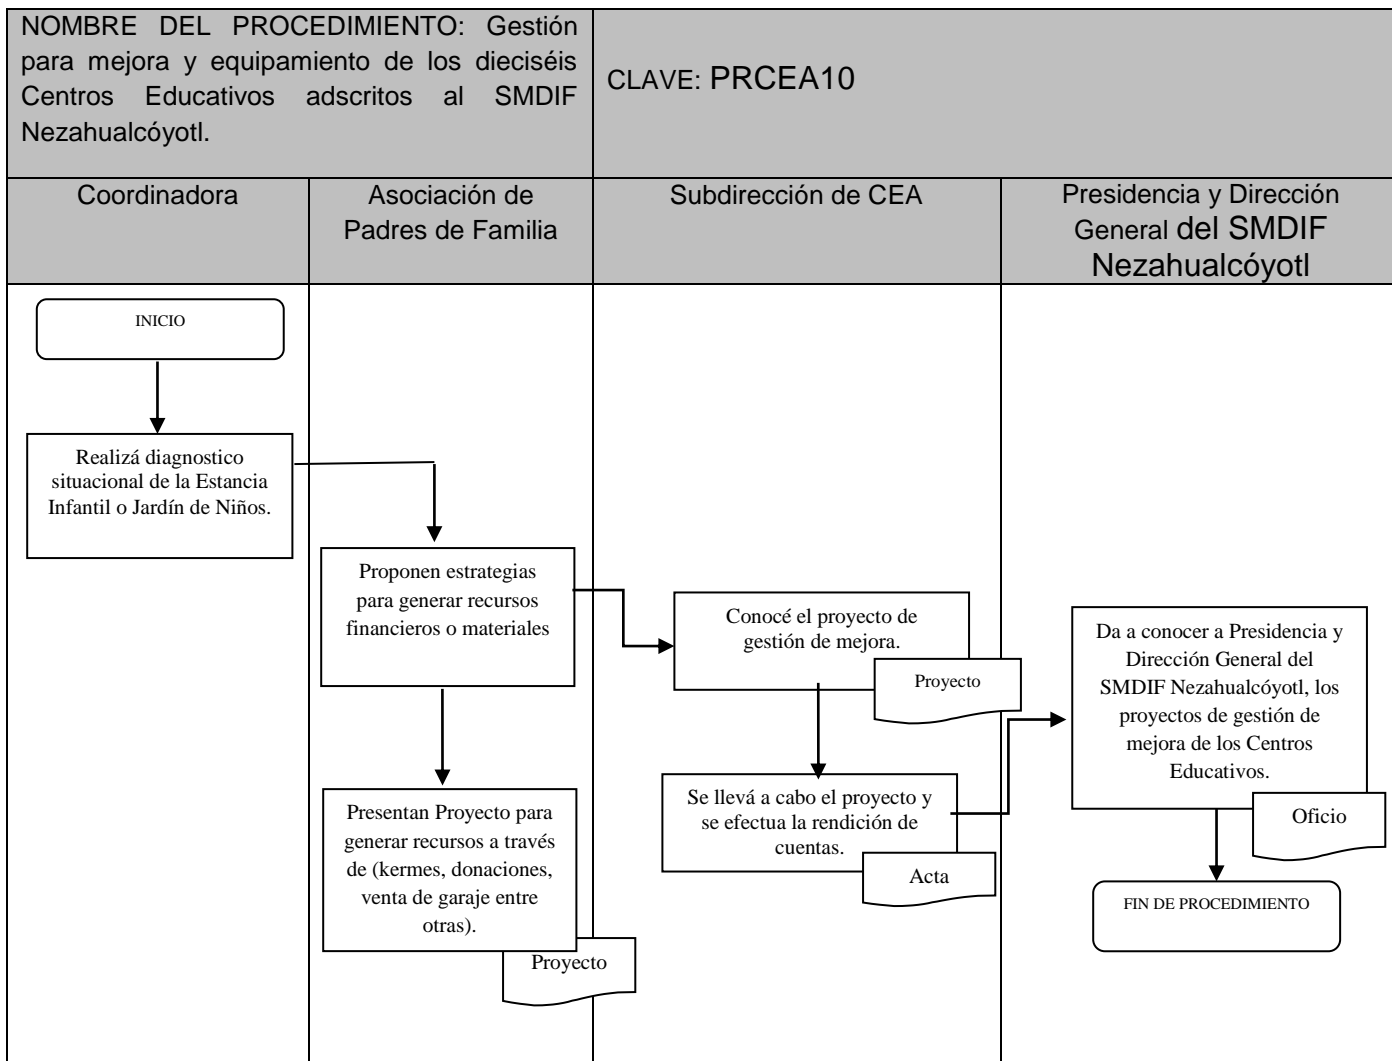 NOMBRE DEL PROCEDIMIENTO: Gestión
para mejora y equipamiento de los dieciséis
Centros Educativos adscritos al SMDIF
Nezahualcóyotl.
CLAVE: PRCEA10
Coordinadora
Asociación de
Padres de Familia
Subdirección de CEA
Presidencia y Dirección
General del SMDIF
Nezahualcóyotl
INICIO
Realizá diagnostico
situacional de la Estancia
Infantil o Jardín de Niños.
Proponen estrategias
para generar recursos
financieros o materiales
Presentan Proyecto para
generar recursos a través
de (kermes, donaciones,
venta de garaje entre
otras).
Proyecto
Conocé el proyecto de
gestión de mejora.
Proyecto
Se llevá a cabo el proyecto y
se efectua la rendición de
cuentas.
Acta
Da a conocer a Presidencia y
Dirección General del
SMDIF Nezahualcóyotl, los
proyectos de gestión de
mejora de los Centros
Educativos.
Oficio
FIN DE PROCEDIMIENTO